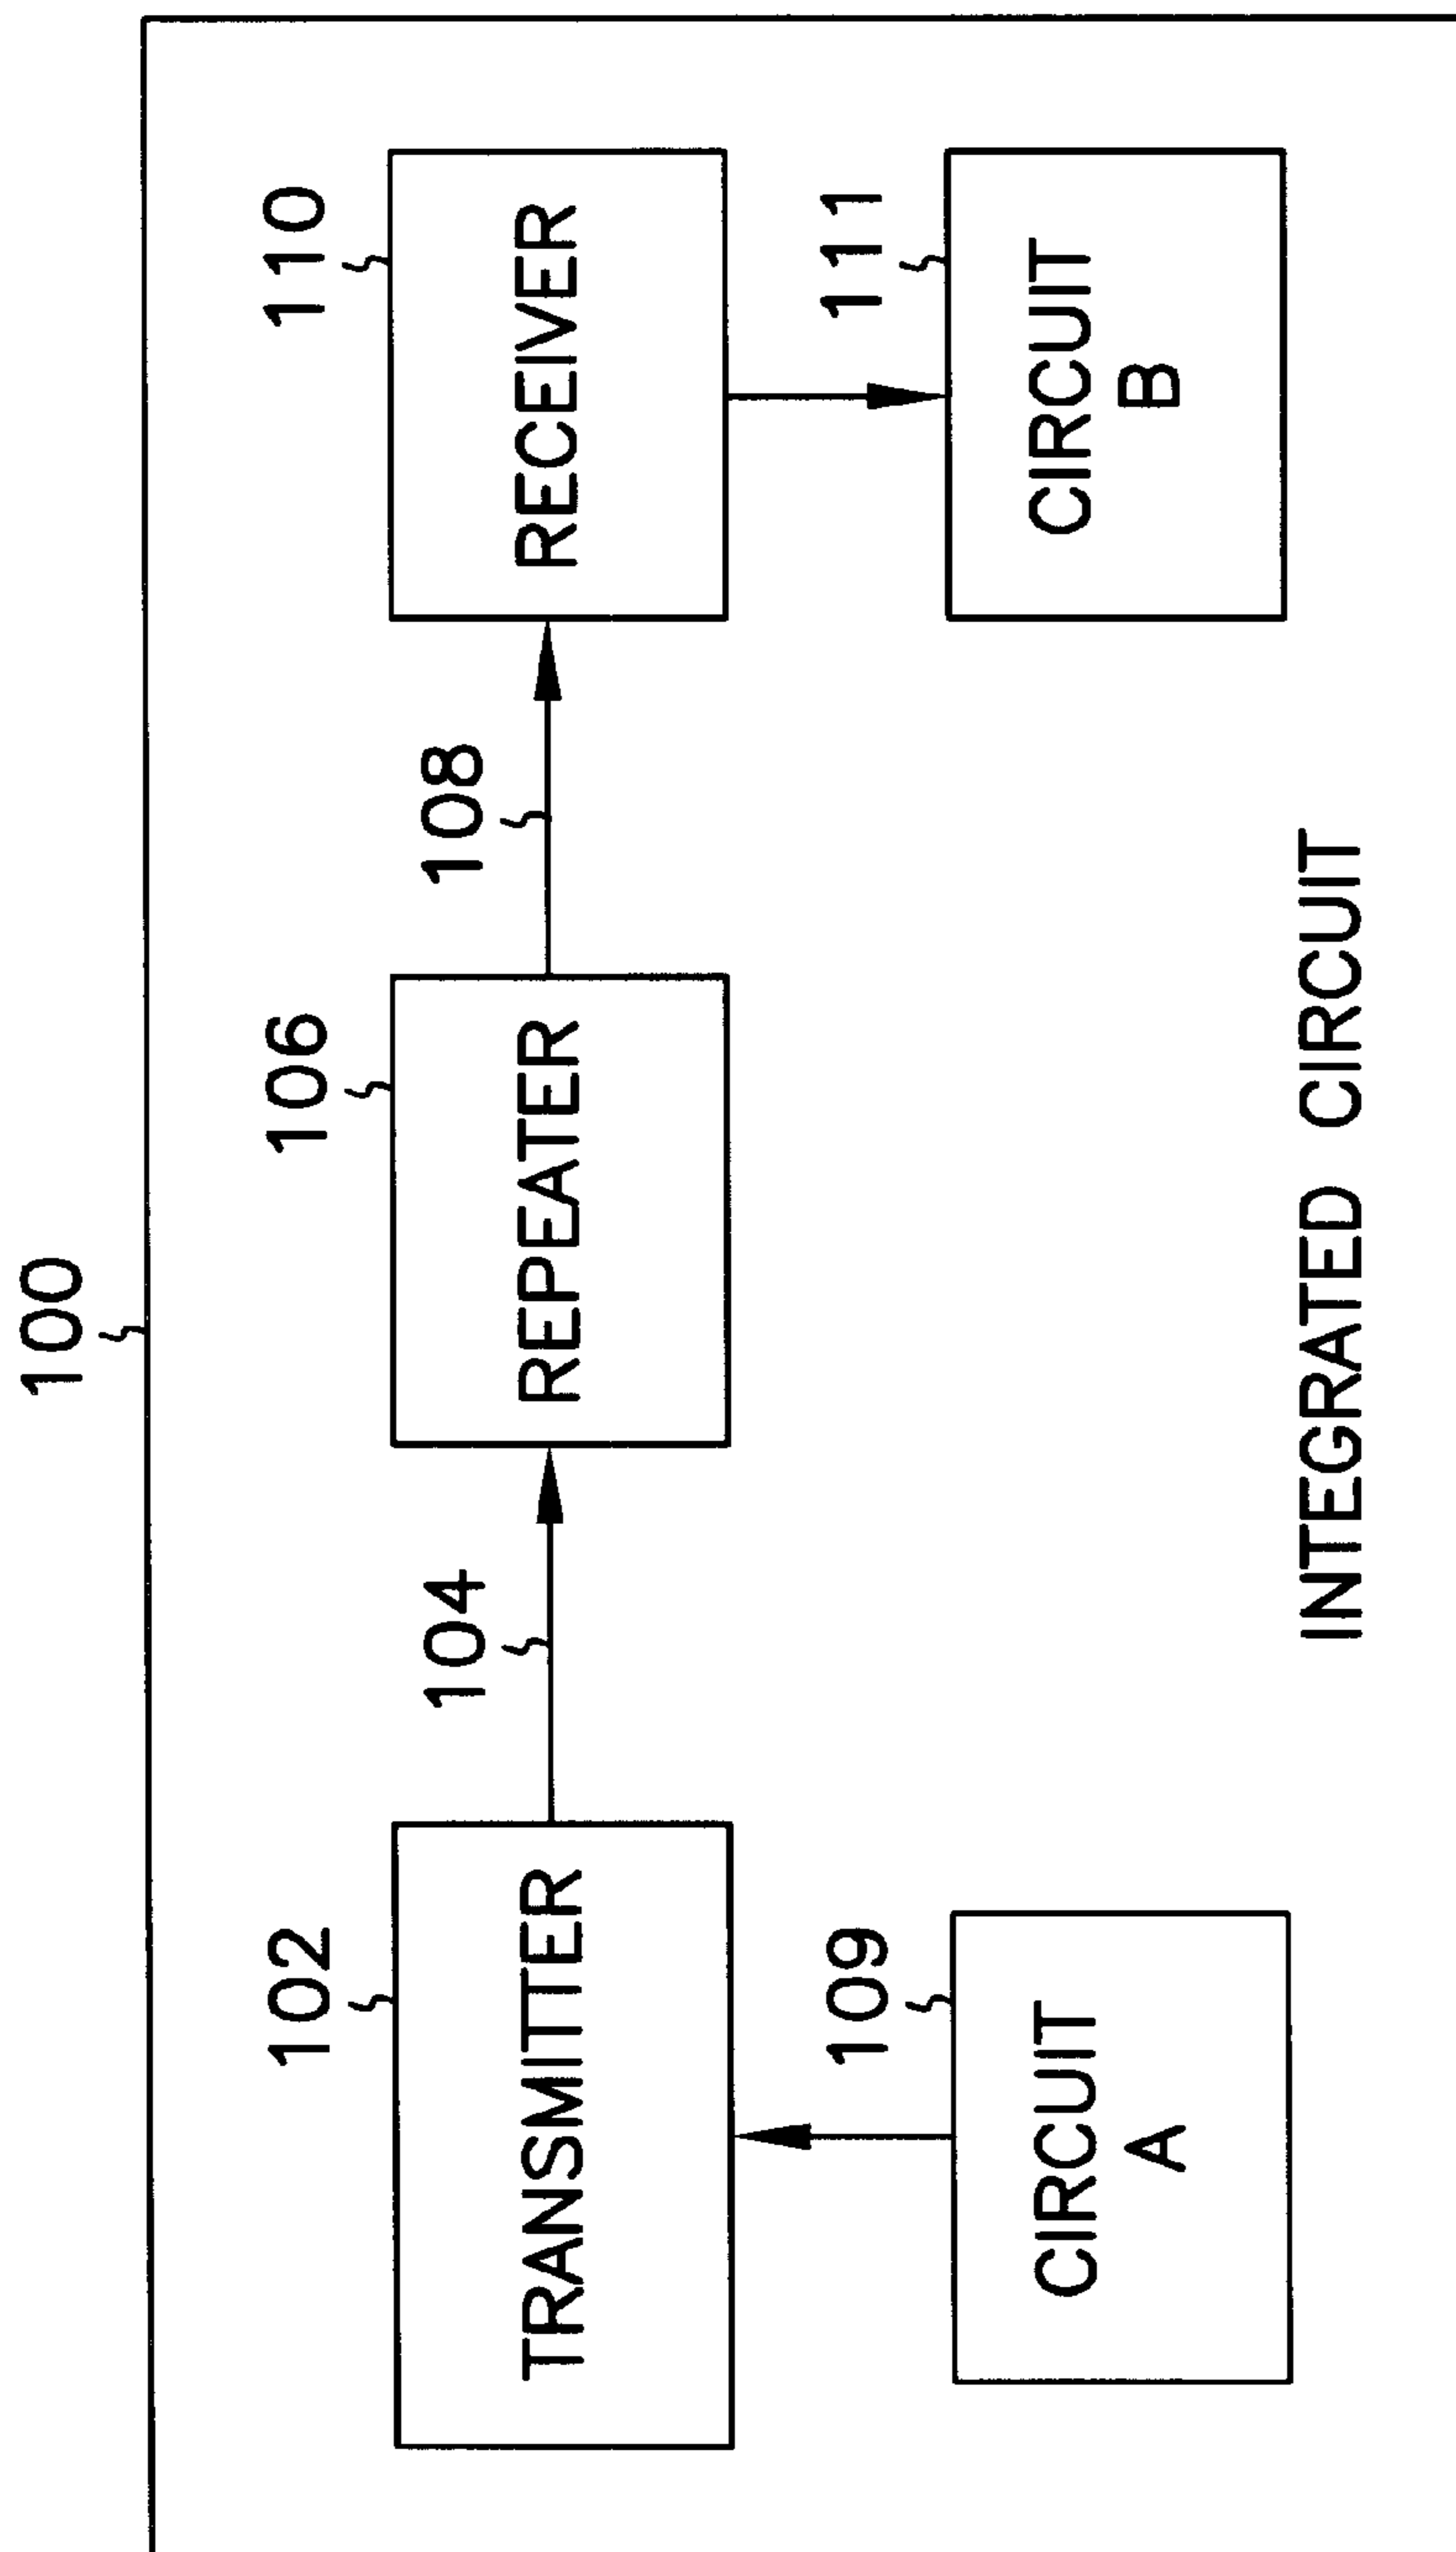 100
102
106
110
104
108
TRANSMITTER
REPEATER
RECEIVER
109
111
CIRCUIT
A
CIRCUIT
B
INTEGRATED CIRCUIT